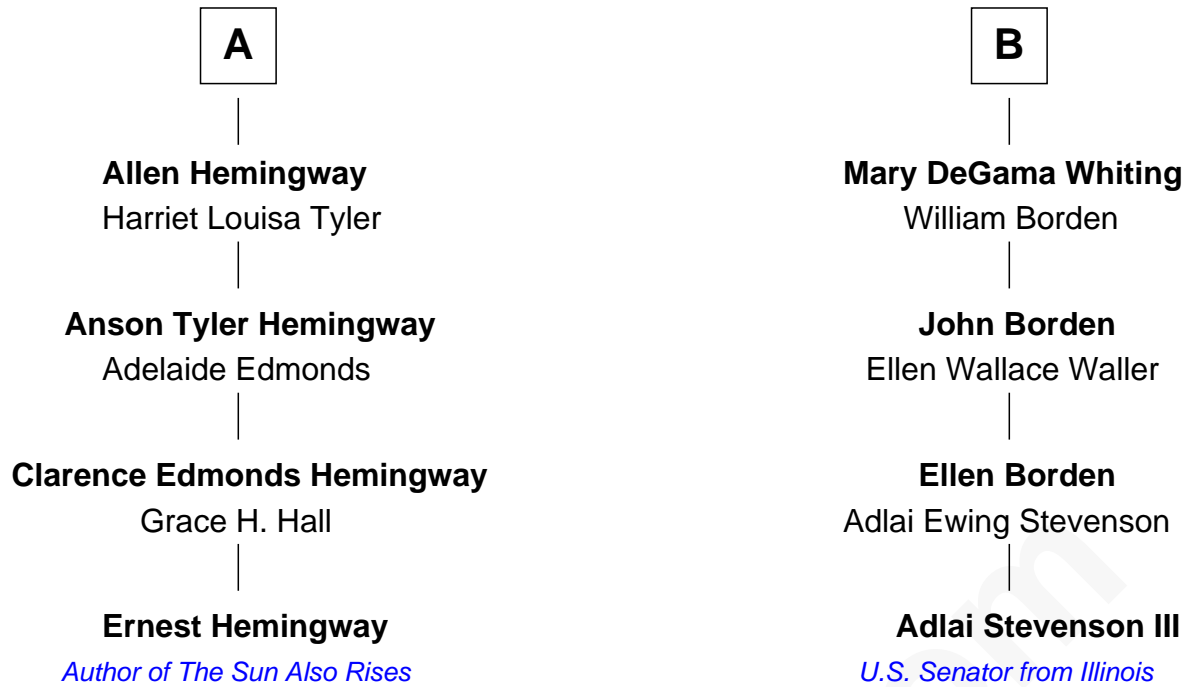 A
Allen Hemingway
Harriet Louisa Tyler
Anson Tyler Hemingway
Adelaide Edmonds
Clarence Edmonds Hemingway
Grace H. Hall
Ernest Hemingway
Author of The Sun Also Rises
B
Mary DeGama Whiting
William Borden
John Borden
Ellen Wallace Waller
Ellen Borden
Adlai Ewing Stevenson
Adlai Stevenson III
U.S. Senator from Illinois
om